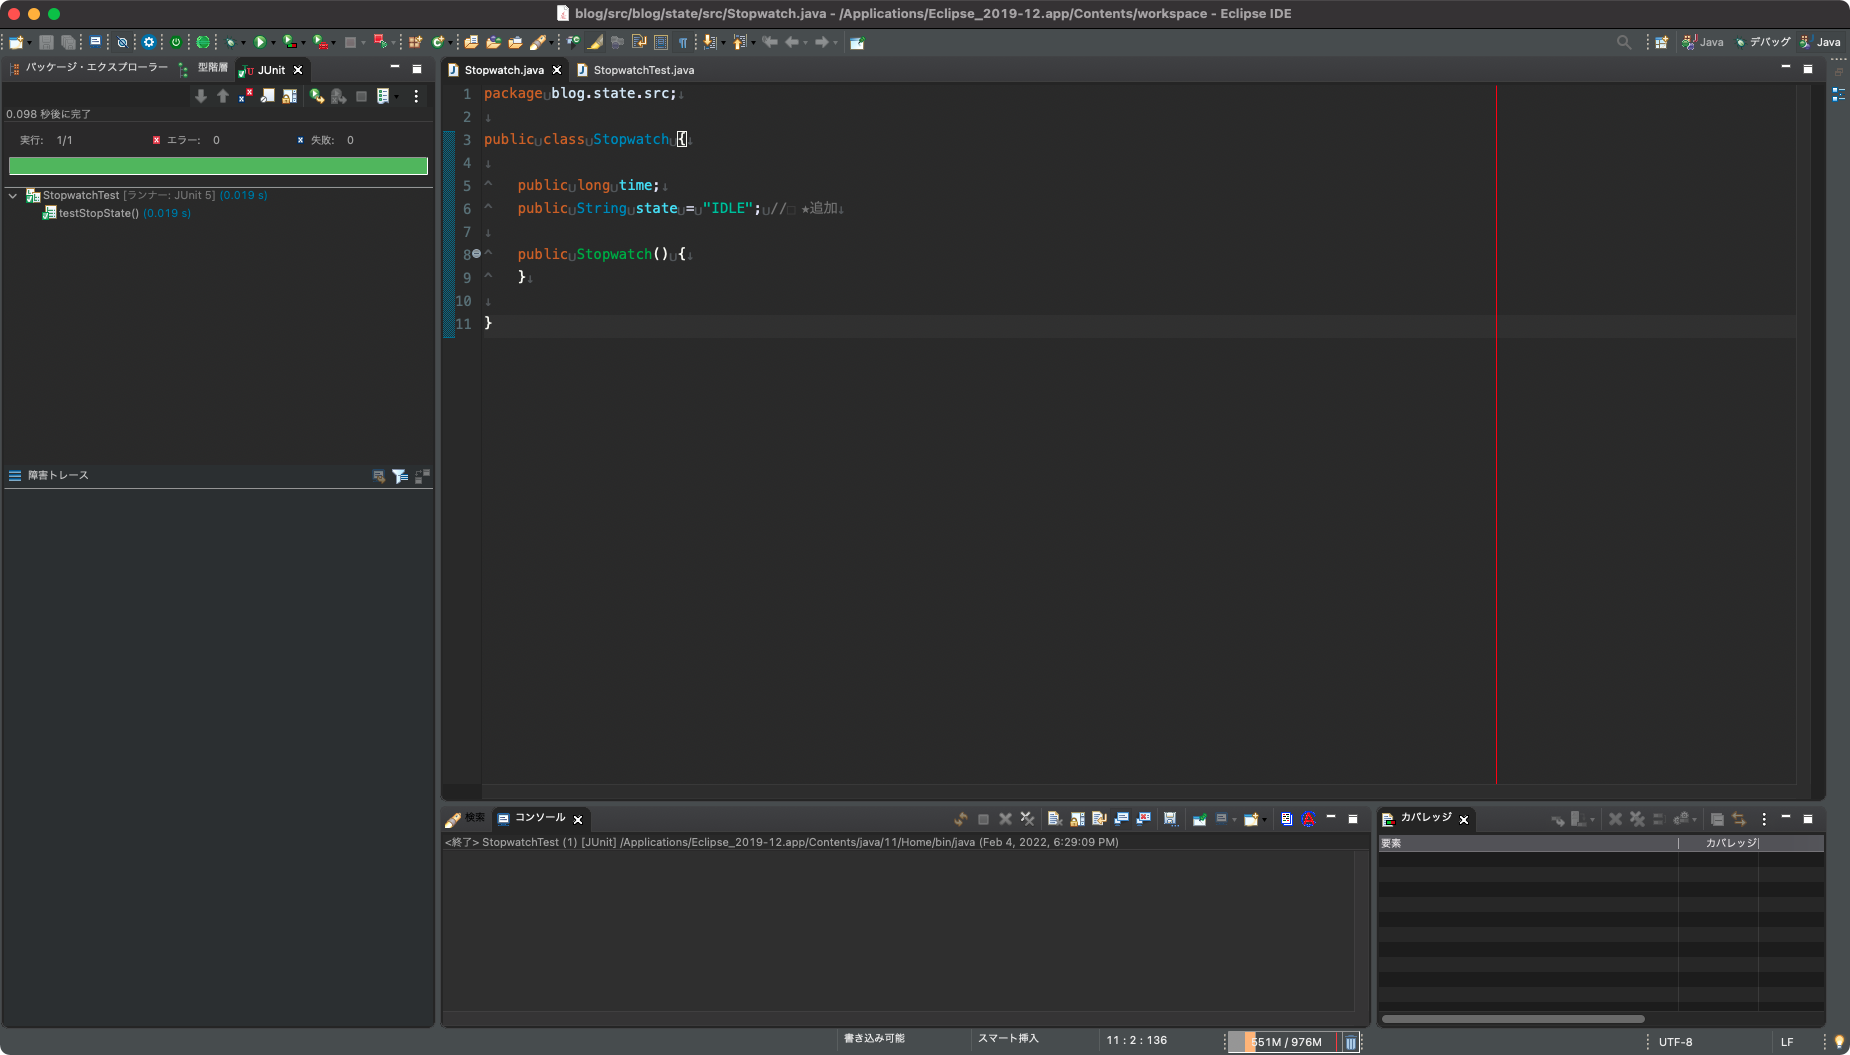 blog/src/blog/state/src/Stopwatch.java - /Applications/Eclipse_2019-12.app/Contents/workspace - Eclipse IDE
Java デバッグ Java
パッケージ・エクスプローラー 型階層 JUnit
0.098 秒後に完了
実行: 1/1 エラー: 0 失敗: 0
StopwatchTest [ランナー: JUnit 5] (0.019 s)
testStopState() (0.019 s)
障害トレース
Stopwatch.java StopwatchTest.java
1 package blog.state.src;
2
3 public class Stopwatch {
4
5 public long time;
6 public String state = "IDLE"; //　★追加
7
8 public Stopwatch() {
9 }
10
11 }
検索 コンソール
<終了> StopwatchTest (1) [JUnit] /Applications/Eclipse_2019-12.app/Contents/java/11/Home/bin/java (Feb 4, 2022, 6:29:09 PM)
カバレッジ
要素 カバレッジ
書き込み可能 スマート挿入 11 : 2 : 136 551M / 976M UTF-8 LF